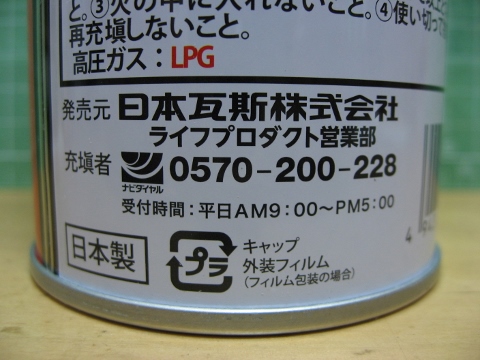 と。③火の中に入れないこと。④使い切って
再充填しないこと。
高圧ガス：LPG
発売元 日本瓦斯株式会社
ライフプロダクト営業部
充填者 ナビダイヤル 0570-200-228
受付時間：平日AM9：00～PM5：00
日本製
プラ
キャップ
外装フィルム
（フィルム包装の場合）
4